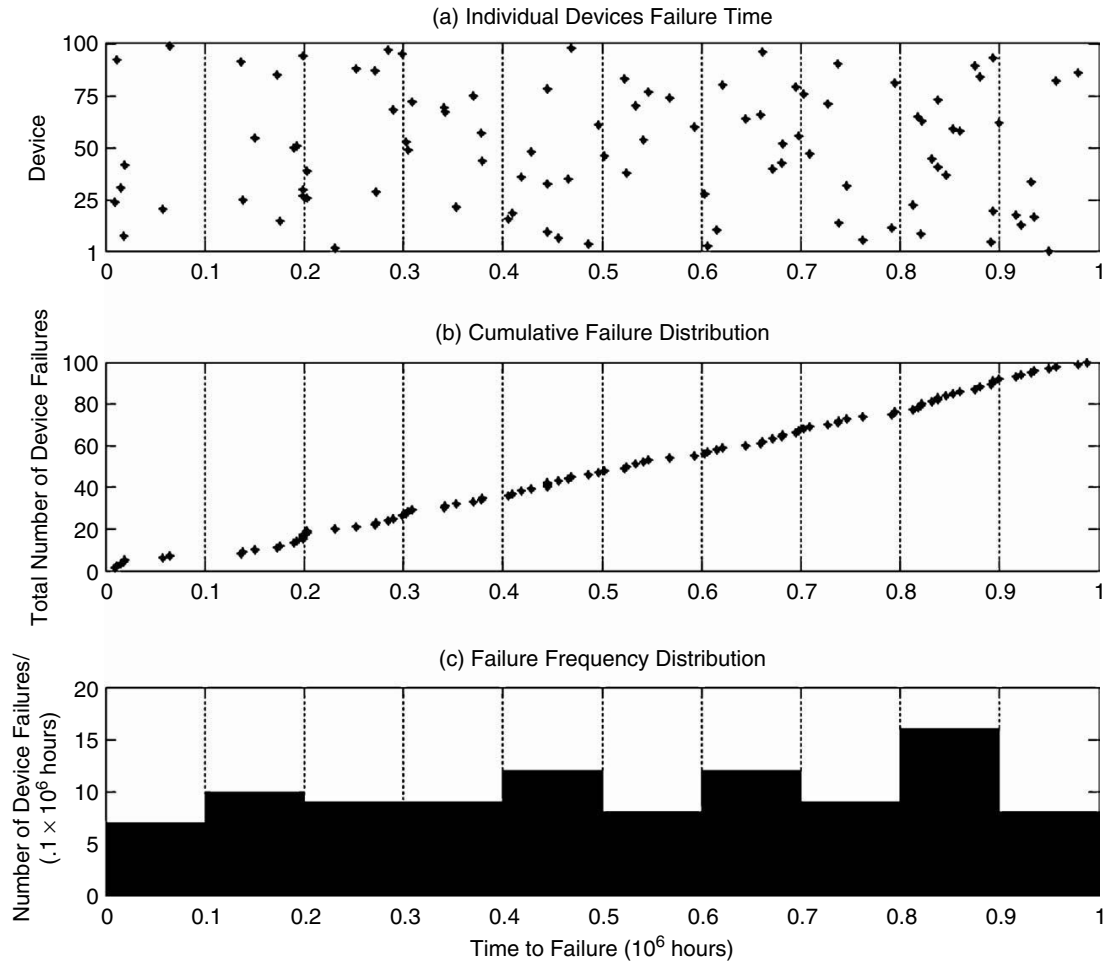 (a) Individual Devices Failure Time
100
75
50
25
1
Device
0 0.1 0.2 0.3 0.4 0.5 0.6 0.7 0.8 0.9 1
(b) Cumulative Failure Distribution
100
80
60
40
20
0
Total Number of Device Failures
0 0.1 0.2 0.3 0.4 0.5 0.6 0.7 0.8 0.9 1
(c) Failure Frequency Distribution
20
15
10
5
0
Number of Device Failures/
(.1 × 10⁶ hours)
0 0.1 0.2 0.3 0.4 0.5 0.6 0.7 0.8 0.9 1
Time to Failure (10⁶ hours)